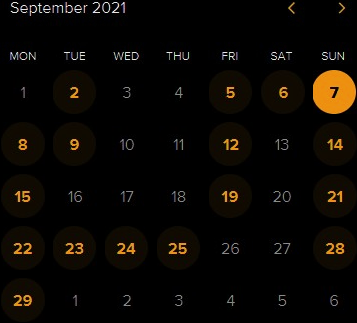 September 2021
MON TUE WED THU FRI SAT SUN
1 2 3 4 5 6 7
8 9 10 11 12 13 14
15 16 17 18 19 20 21
22 23 24 25 26 27 28
29 1 2 3 4 5 6